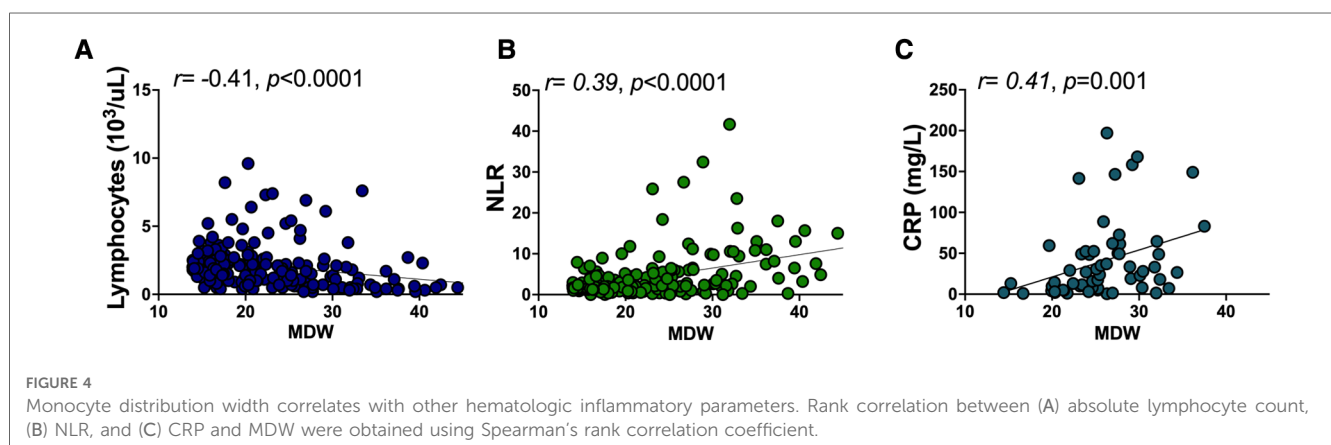 A
r= -0.41, p<0.0001
Lymphocytes (10³/uL)
15
10
5
0
10
20
30
40
MDW
B
r= 0.39, p<0.0001
NLR
50
40
30
20
10
0
10
20
30
40
MDW
C
r= 0.41, p=0.001
CRP (mg/L)
250
200
150
100
50
0
10
20
30
40
MDW
FIGURE 4
Monocyte distribution width correlates with other hematologic inflammatory parameters. Rank correlation between (A) absolute lymphocyte count,
(B) NLR, and (C) CRP and MDW were obtained using Spearman's rank correlation coefficient.